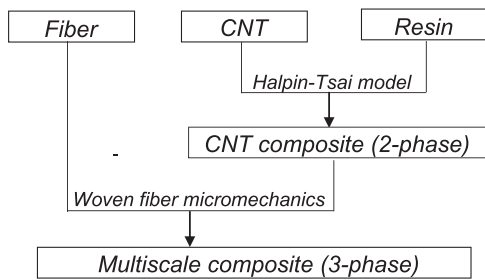 Fiber
CNT
Resin
Halpin-Tsai model
CNT composite (2-phase)
-
Woven fiber micromechanics
Multiscale composite (3-phase)